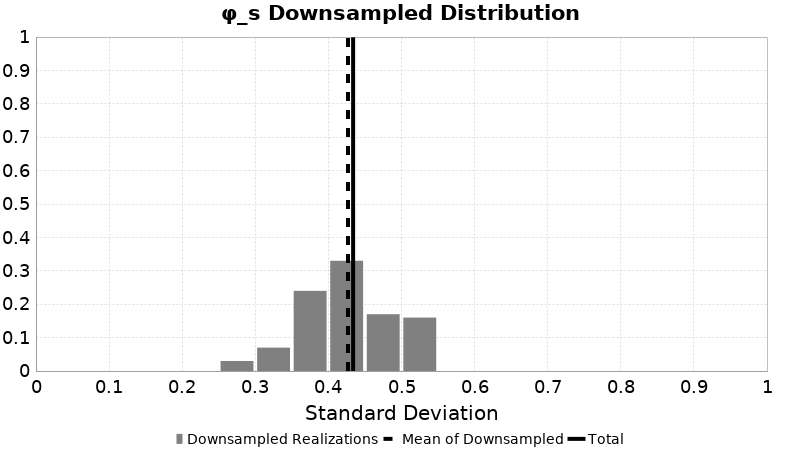 φ_s Downsampled Distribution
1
0.9
0.8
0.7
0.6
0.5
0.4
0.3
0.2
0.1
0
0 0.1 0.2 0.3 0.4 0.5 0.6 0.7 0.8 0.9 1
Standard Deviation
Downsampled Realizations Mean of Downsampled Total